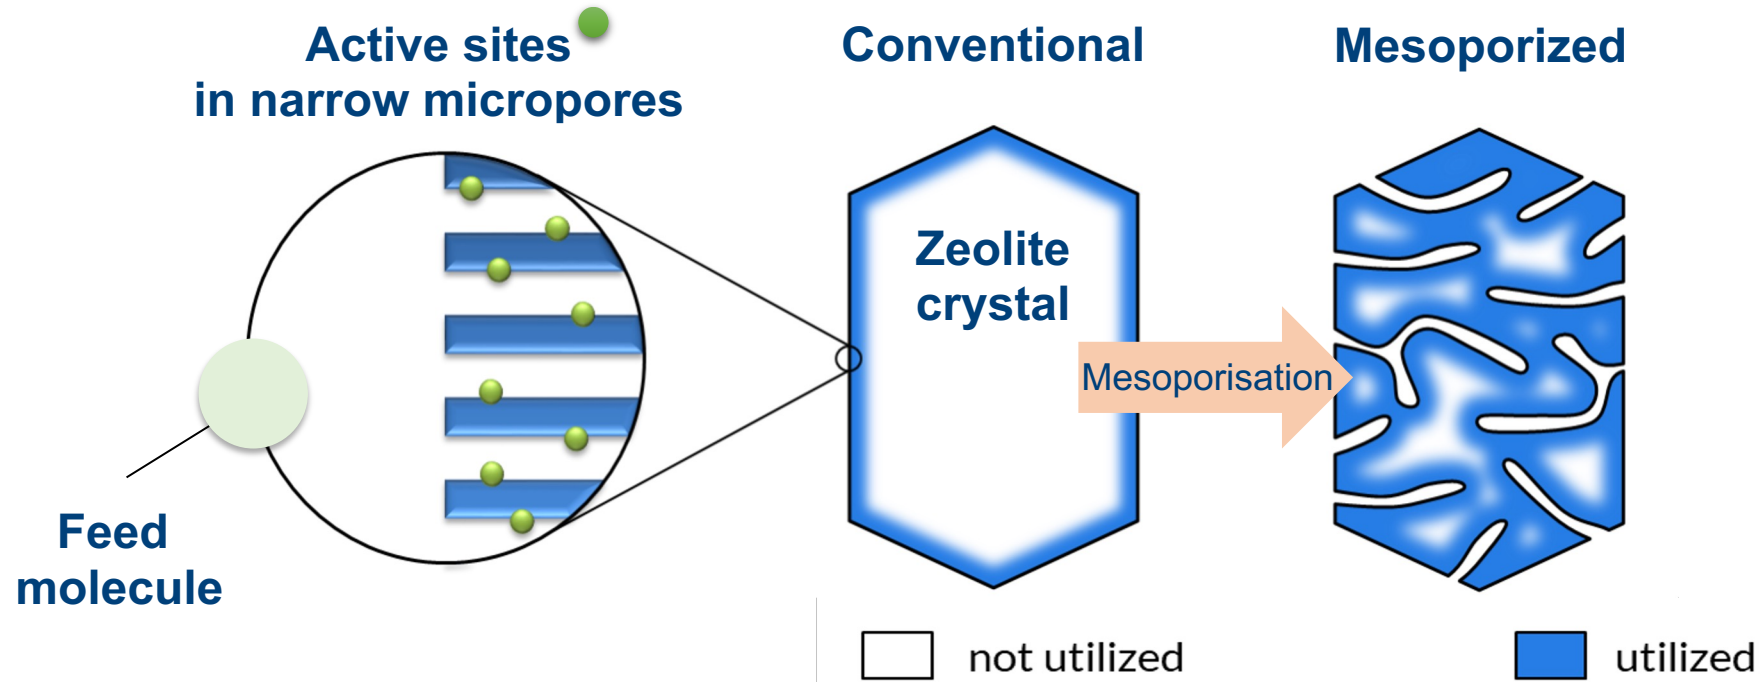 Active sites
in narrow micropores
Conventional
Mesoporized
Zeolite
crystal
Mesoporisation
Feed
molecule
not utilized
utilized